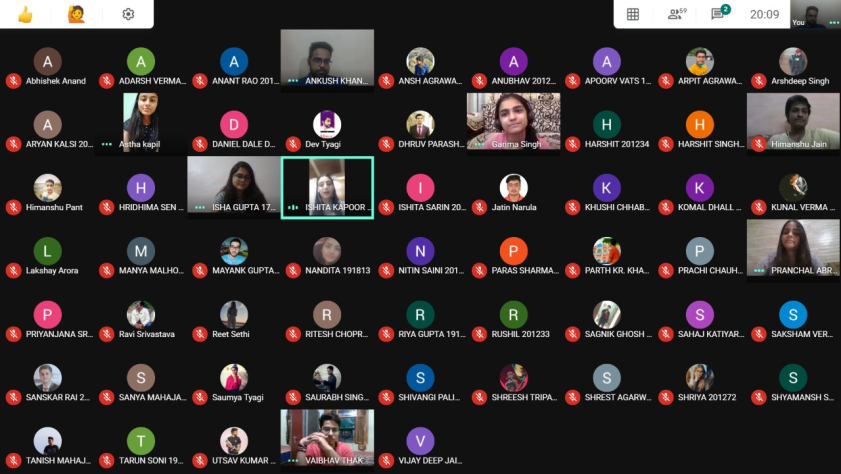 59
2
20:09
You
A
A
A
A
A
Abhishek Anand
ADARSH VERMA...
ANANT RAO 201...
ANKUSH KHAN...
ANSH AGRAWA...
ANUBHAV 2012...
APOORV VATS 1...
ARPIT AGRAWA...
Arshdeep Singh
A
D
H
H
ARYAN KALSI 20...
Astha kapil
DANIEL DALE D...
Dev Tyagi
DHRUV PARASH...
Garima Singh
HARSHIT 201234
HARSHIT SINGH...
Himanshu Jain
H
I
K
K
Himanshu Pant
HRIDHIMA SEN ...
ISHA GUPTA 17...
ISHITA KAPOOR ...
ISHITA SARIN 20...
Jatin Narula
KHUSHI CHHAB...
KOMAL DHALL ...
KUNAL VERMA ...
L
M
N
P
P
Lakshay Arora
MANYA MALHO...
MAYANK GUPTA...
NANDITA 191813
NITIN SAINI 201...
PARAS SHARMA...
PARTH KR. KHA...
PRACHI CHAUH...
PRANCHAL ABR...
P
R
R
R
S
S
PRIYANJANA SR...
Ravi Srivastava
Reet Sethi
RITESH CHOPR...
RIYA GUPTA 191...
RUSHIL 201233
SAGNIK GHOSH ...
SAHAJ KATIYAR...
SAKSHAM VER...
S
S
S
S
SANSKAR RAI 2...
SANYA MAHAJA...
Saumya Tyagi
SAURABH SING...
SHIVANGI PALI...
SHREESH TRIPA...
SHREST AGARW...
SHRIYA 201272
SHYAMANSH S...
T
V
TANISH MAHAJ...
TARUN SONI 19...
UTSAV KUMAR ...
VAIBHAV THAK...
VIJAY DEEP JAI...